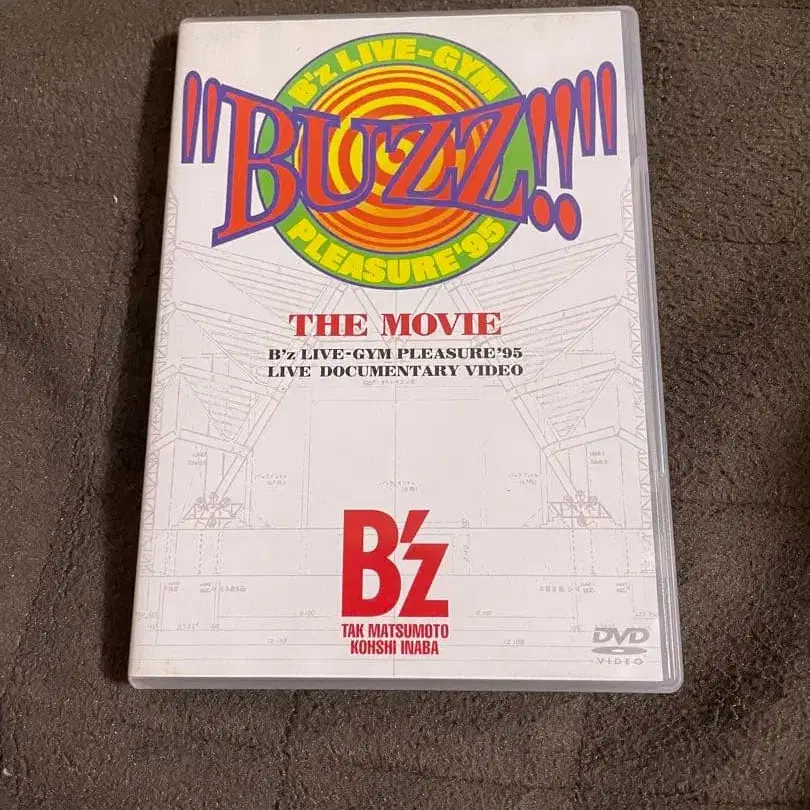 B'z LIVE-GYM
"BUZZ!!"
PLEASURE'95
THE MOVIE
B'z LIVE-GYM PLEASURE'95
LIVE DOCUMENTARY VIDEO
B'z
TAK MATSUMOTO
KOHSHI INABA
DVD
VIDEO